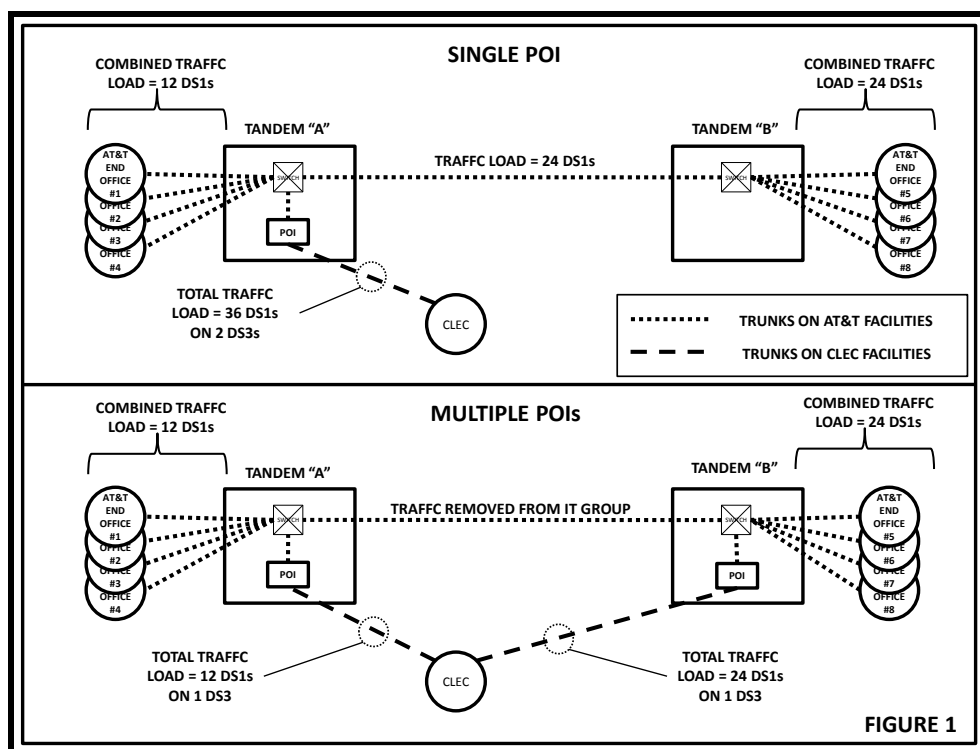 SINGLE POI
COMBINED TRAFFC
LOAD = 12 DS1s
COMBINED TRAFFC
LOAD = 24 DS1s
TANDEM “A”
TANDEM “B”
TRAFFC LOAD = 24 DS1s
AT&T
END
OFFICE
#1
OFFICE
#2
OFFICE
#3
OFFICE
#4
SWITCH
POI
SWITCH
AT&T
END
OFFICE
#5
OFFICE
#6
OFFICE
#7
OFFICE
#8
TOTAL TRAFFC
LOAD = 36 DS1s
ON 2 DS3s
CLEC
TRUNKS ON AT&T FACILITIES
TRUNKS ON CLEC FACILITIES
MULTIPLE POIs
COMBINED TRAFFC
LOAD = 12 DS1s
COMBINED TRAFFC
LOAD = 24 DS1s
TANDEM “A”
TANDEM “B”
TRAFFC REMOVED FROM IT GROUP
AT&T
END
OFFICE
#1
OFFICE
#2
OFFICE
#3
OFFICE
#4
SWITCH
POI
SWITCH
POI
AT&T
END
OFFICE
#5
OFFICE
#6
OFFICE
#7
OFFICE
#8
TOTAL TRAFFC
LOAD = 12 DS1s
ON 1 DS3
CLEC
TOTAL TRAFFC
LOAD = 24 DS1s
ON 1 DS3
FIGURE 1